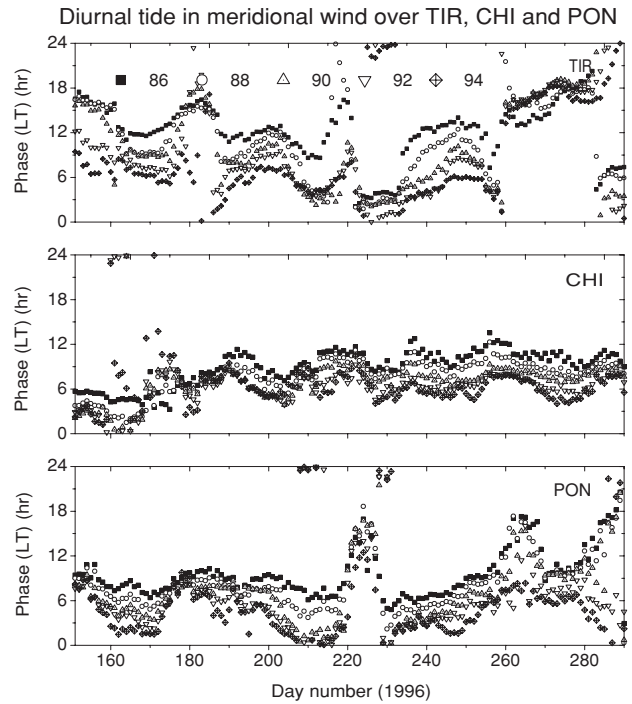 Diurnal tide in meridional wind over TIR, CHI and PON
24
18
12
6
0
Phase (LT) (hr)
86 88 90 92 94
TIR
24
18
12
6
0
Phase (LT) (hr)
CHI
24
18
12
6
0
Phase (LT) (hr)
PON
160 180 200 220 240 260 280
Day number (1996)